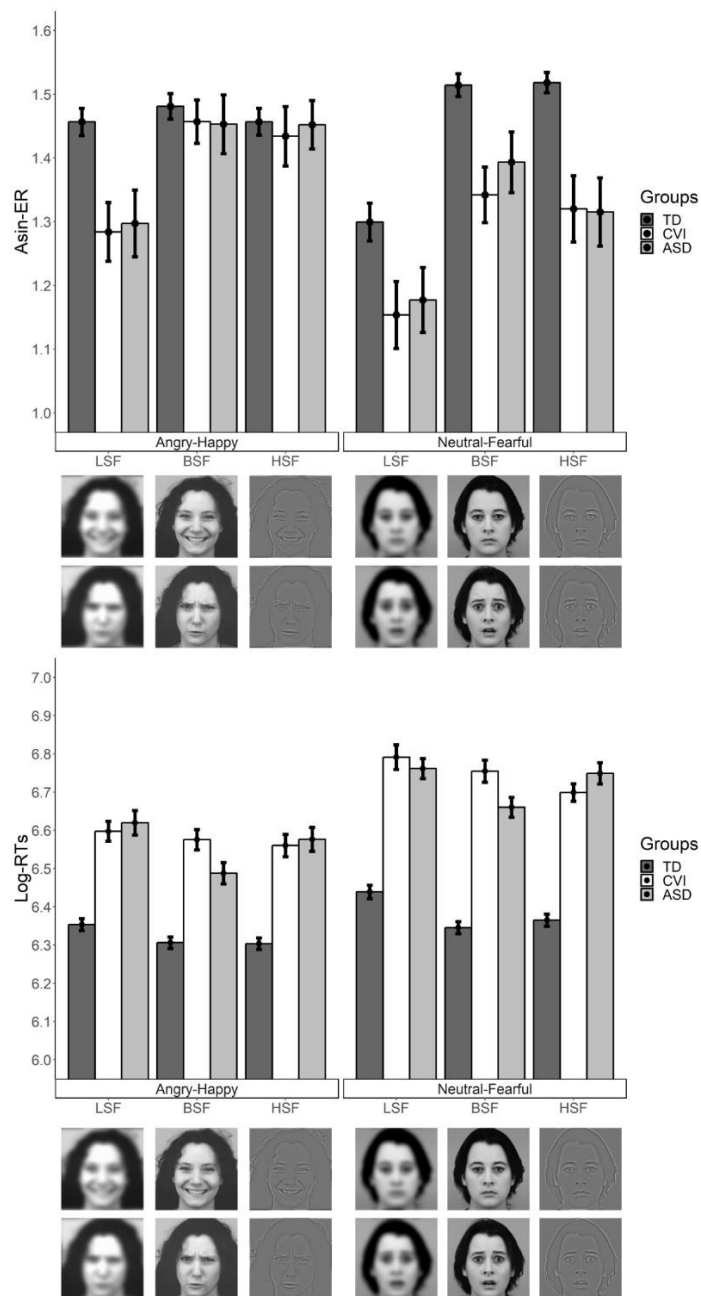 1.6
1.5
1.4
1.3
1.2
1.1
1.0
Asin-ER
Groups
TD
CVI
ASD
Angry-Happy
Neutral-Fearful
LSF BSF HSF LSF BSF HSF
7.0
6.9
6.8
6.7
6.6
6.5
6.4
6.3
6.2
6.1
6.0
Log-RTs
Groups
TD
CVI
ASD
Angry-Happy
Neutral-Fearful
LSF BSF HSF LSF BSF HSF